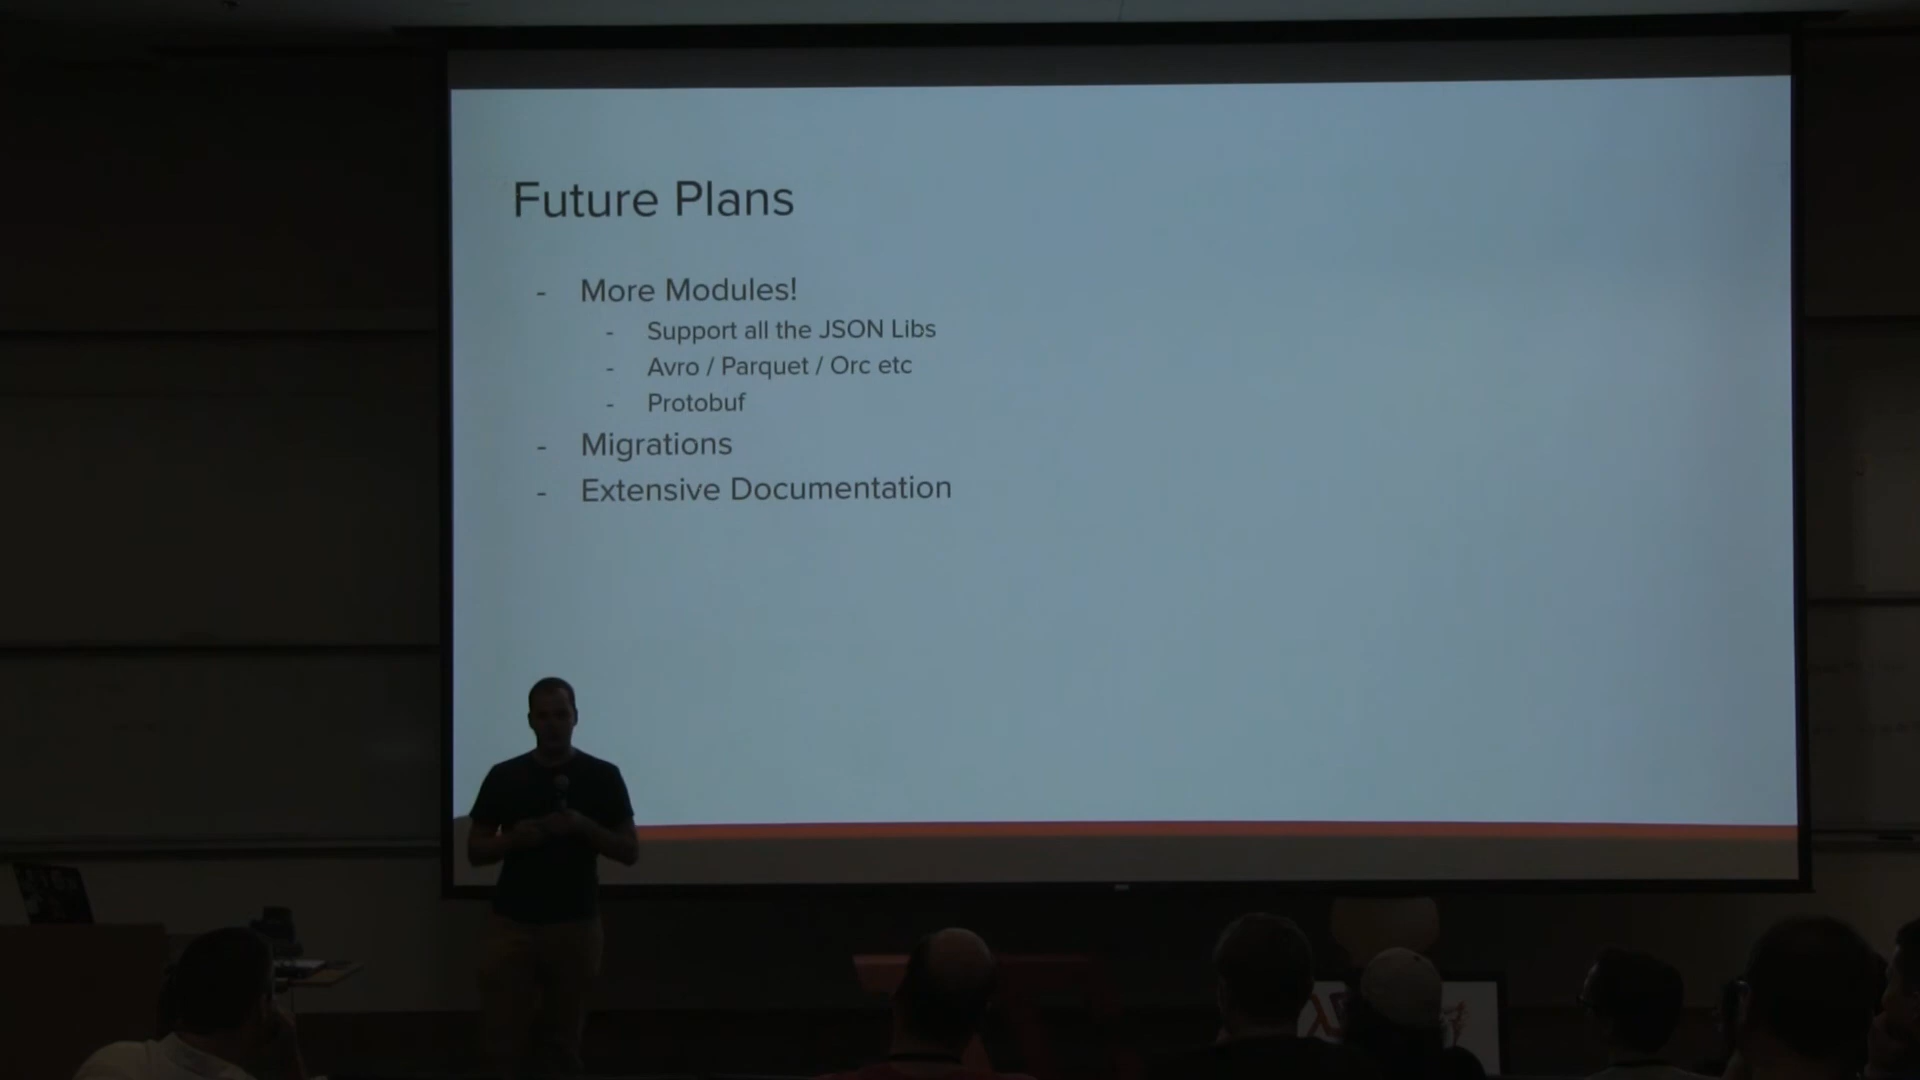 Future Plans
- More Modules!
- Support all the JSON Libs
- Avro / Parquet / Orc etc
- Protobuf
- Migrations
- Extensive Documentation